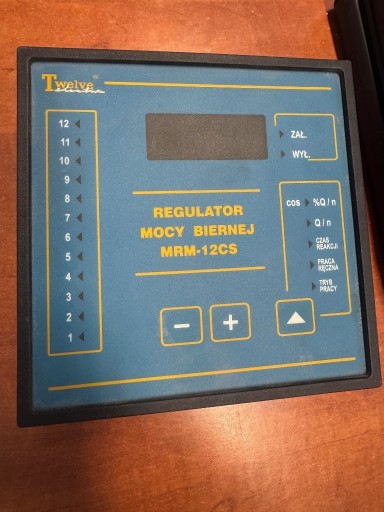 Twelve®
12
11
10
9
8
7
6
5
4
3
2
1
ZAŁ.
WYŁ.
REGULATOR
MOCY BIERNEJ
MRM-12CS
cos %Q/n
Q/n
CZAS
REAKCJI
PRACA
RĘCZNA
TRYB
PRACY
- +